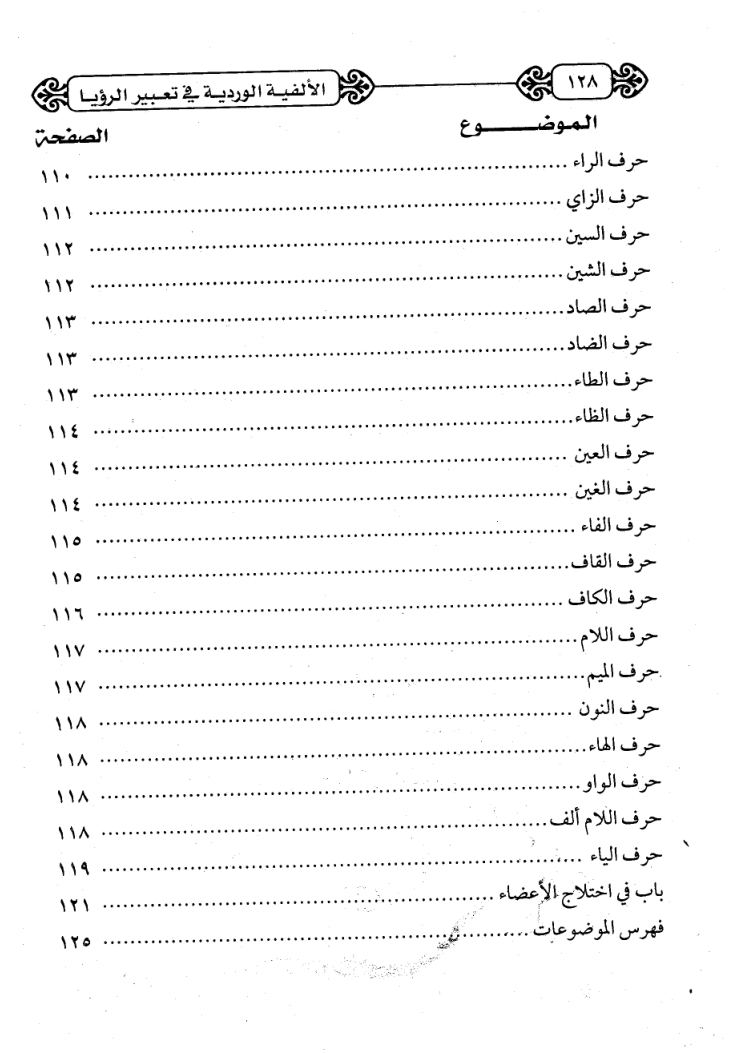 ١٢٨ الألفية الوردية في تعبير الرؤيا
الموضـــــوع الصفحة
حرف الراء ................................................ ١١٠
حرف الزاي ................................................ ١١١
حرف السين ................................................ ١١٢
حرف الشين ................................................ ١١٢
حرف الصاد ................................................ ١١٣
حرف الضاد ................................................ ١١٣
حرف الطاء ................................................ ١١٣
حرف الظاء ................................................ ١١٤
حرف العين ................................................ ١١٤
حرف الغين ................................................ ١١٤
حرف الفاء ................................................ ١١٥
حرف القاف ................................................ ١١٥
حرف الكاف ................................................ ١١٦
حرف اللام ................................................ ١١٧
حرف الميم ................................................ ١١٧
حرف النون ................................................ ١١٨
حرف الهاء ................................................ ١١٨
حرف الواو ................................................ ١١٨
حرف اللام ألف ................................................ ١١٨
حرف الياء ................................................ ١١٩
باب في اختلاج الأعضاء ................................................ ١٢١
فهرس الموضوعات ................................................ ١٢٥